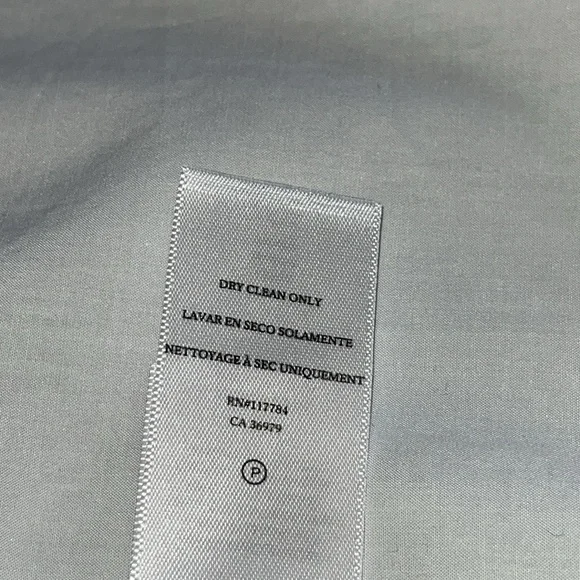 DRY CLEAN ONLY
LAVAR EN SECO SOLAMENTE
NETTOYAGE À SEC UNIQUEMENT
RN#117784
CA 36979
P